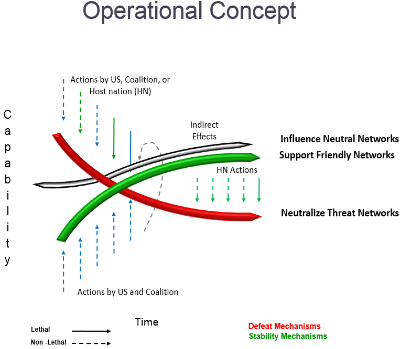 Operational Concept
Capability
Actions by US, Coalition, or
Host nation (HN)
Indirect
Effects
Influence Neutral Networks
Support Friendly Networks
HN Actions
Neutralize Threat Networks
Actions by US and Coalition
Time
Lethal
Non -Lethal
Defeat Mechanisms
Stability Mechanisms